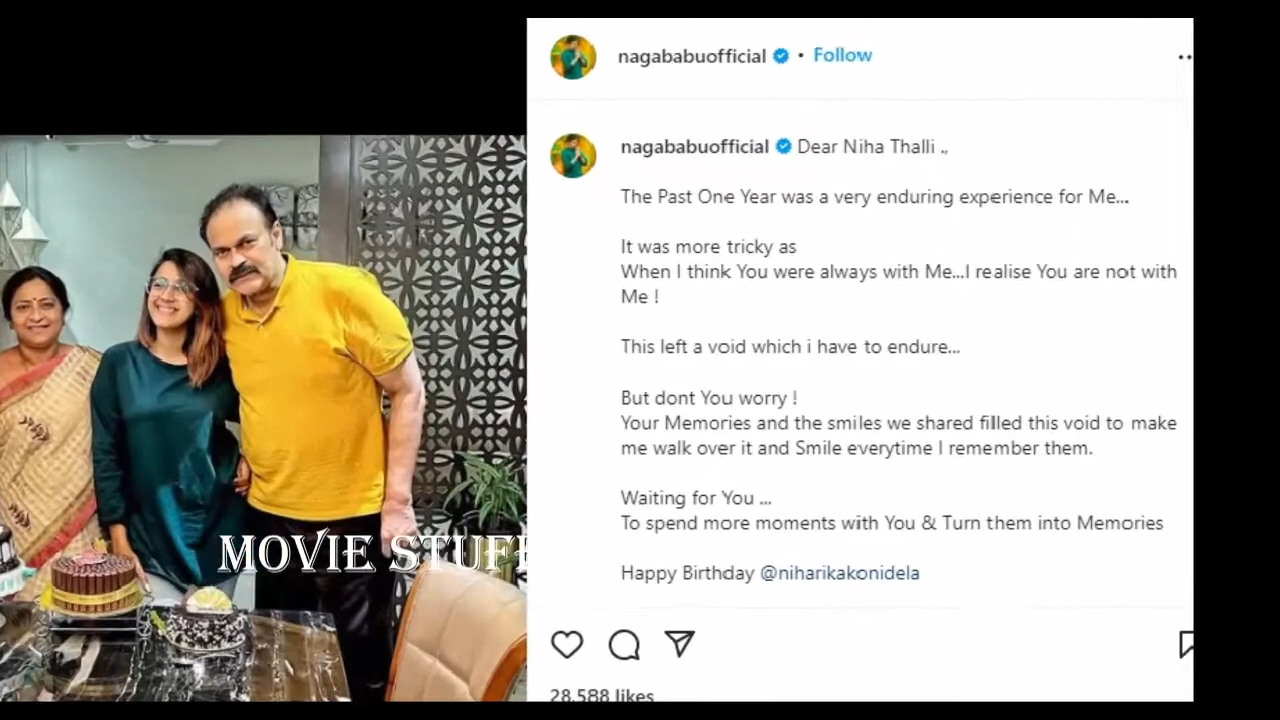 nagababuofficial • Follow
nagababuofficial Dear Niha Thalli .,
The Past One Year was a very enduring experience for Me...
It was more tricky as
When I think You were always with Me...I realise You are not with
Me !
This left a void which i have to endure...
But dont You worry !
Your Memories and the smiles we shared filled this void to make
me walk over it and Smile everytime I remember them.
Waiting for You ...
To spend more moments with You & Turn them into Memories
Happy Birthday @niharikakonidela
28,588 likes
MOVIE STUFF